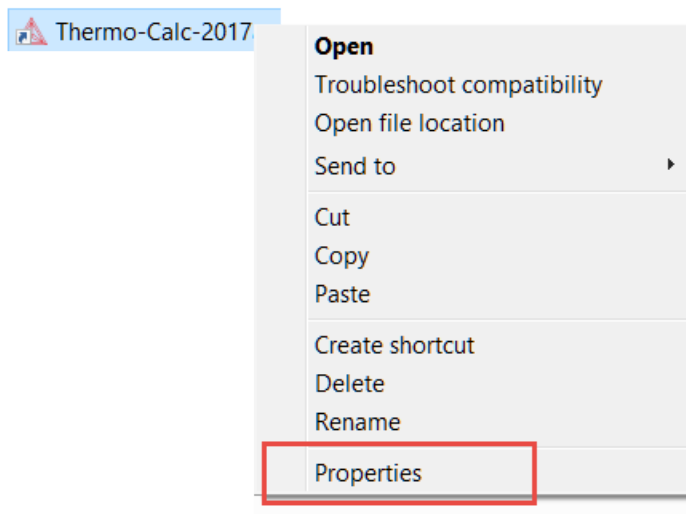 Thermo-Calc-2017
Open
Troubleshoot compatibility
Open file location
Send to
Cut
Copy
Paste
Create shortcut
Delete
Rename
Properties